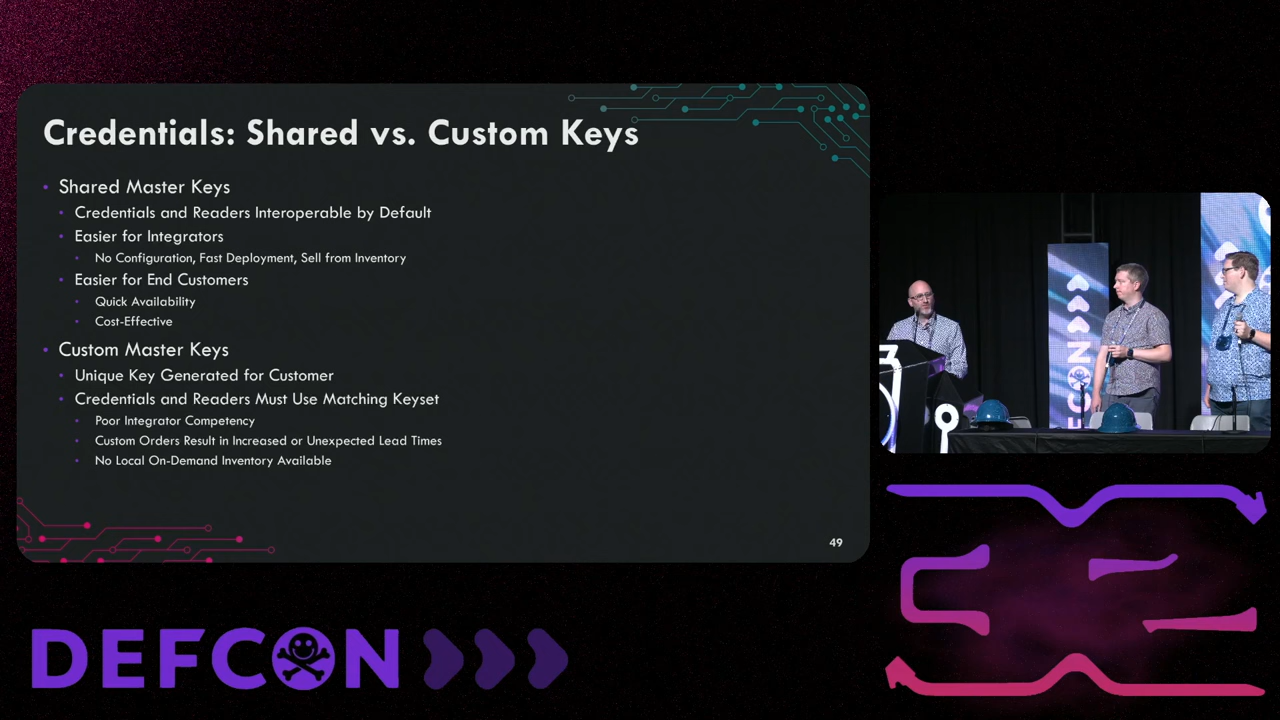 Credentials: Shared vs. Custom Keys
Shared Master Keys
Credentials and Readers Interoperable by Default
Easier for Integrators
No Configuration, Fast Deployment, Sell from Inventory
Easier for End Customers
Quick Availability
Cost-Effective
Custom Master Keys
Unique Key Generated for Customer
Credentials and Readers Must Use Matching Keyset
Poor Integrator Competency
Custom Orders Result in Increased or Unexpected Lead Times
No Local On-Demand Inventory Available
49
DEFCON